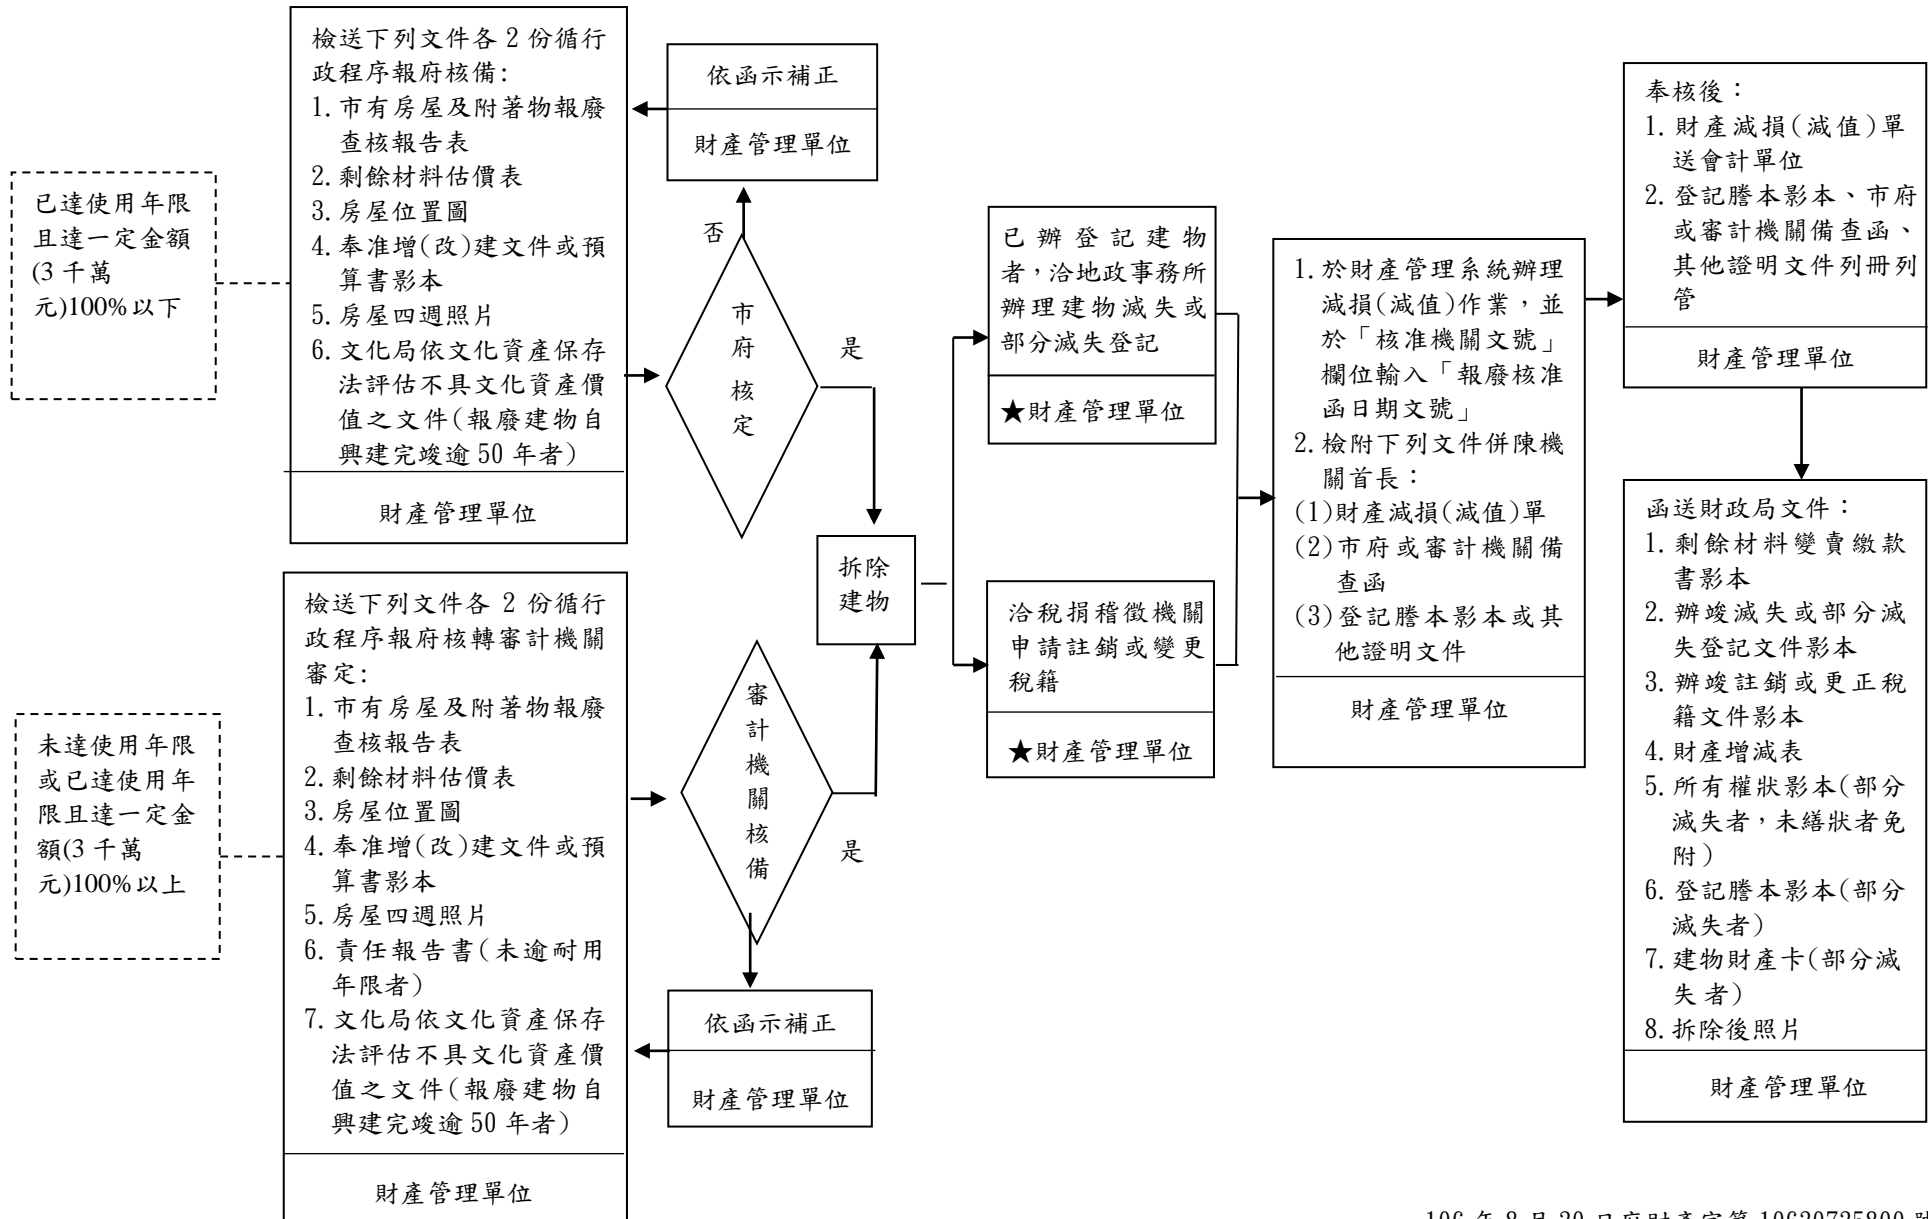 已達使用年限
且達一定金額
(3 千萬
元)100%以下
檢送下列文件各 2 份循行
政程序報府核備:
1.市有房屋及附著物報廢
查核報告表
2.剩餘材料估價表
3.房屋位置圖
4.奉准增(改)建文件或預
算書影本
5.房屋四週照片
6.文化局依文化資產保存
法評估不具文化資產價
值之文件(報廢建物自
興建完竣逾 50 年者)
財產管理單位
依函示補正
財產管理單位
否
市
府
核
定
是
未達使用年限
或已達使用年
限且達一定金
額(3 千萬
元)100%以上
檢送下列文件各 2 份循行
政程序報府核轉審計機關
審定:
1.市有房屋及附著物報廢
查核報告表
2.剩餘材料估價表
3.房屋位置圖
4.奉准增(改)建文件或預
算書影本
5.房屋四週照片
6.責任報告書(未逾耐用
年限者)
7.文化局依文化資產保存
法評估不具文化資產價
值之文件(報廢建物自
興建完竣逾 50 年者)
財產管理單位
審
計
機
關
核
備
是
依函示補正
財產管理單位
拆除
建物
已辦登記建物
者,洽地政事務所
辦理建物滅失或
部分滅失登記
★財產管理單位
洽稅捐稽徵機關
申請註銷或變更
稅籍
★財產管理單位
1.於財產管理系統辦理
減損(減值)作業,並
於「核准機關文號」
欄位輸入「報廢核准
函日期文號」
2.檢附下列文件併陳機
關首長：
(1)財產減損(減值)單
(2)市府或審計機關備
查函
(3)登記謄本影本或其
他證明文件
財產管理單位
奉核後：
1.財產減損(減值)單
送會計單位
2.登記謄本影本、市府
或審計機關備查函、
其他證明文件列冊列
管
財產管理單位
函送財政局文件：
1.剩餘材料變賣繳款
書影本
2.辦竣滅失或部分滅
失登記文件影本
3.辦竣註銷或更正稅
籍文件影本
4.財產增減表
5.所有權狀影本(部分
滅失者,未繕狀者免
附)
6.登記謄本影本(部分
滅失者)
7.建物財產卡(部分滅
失者)
8.拆除後照片
財產管理單位